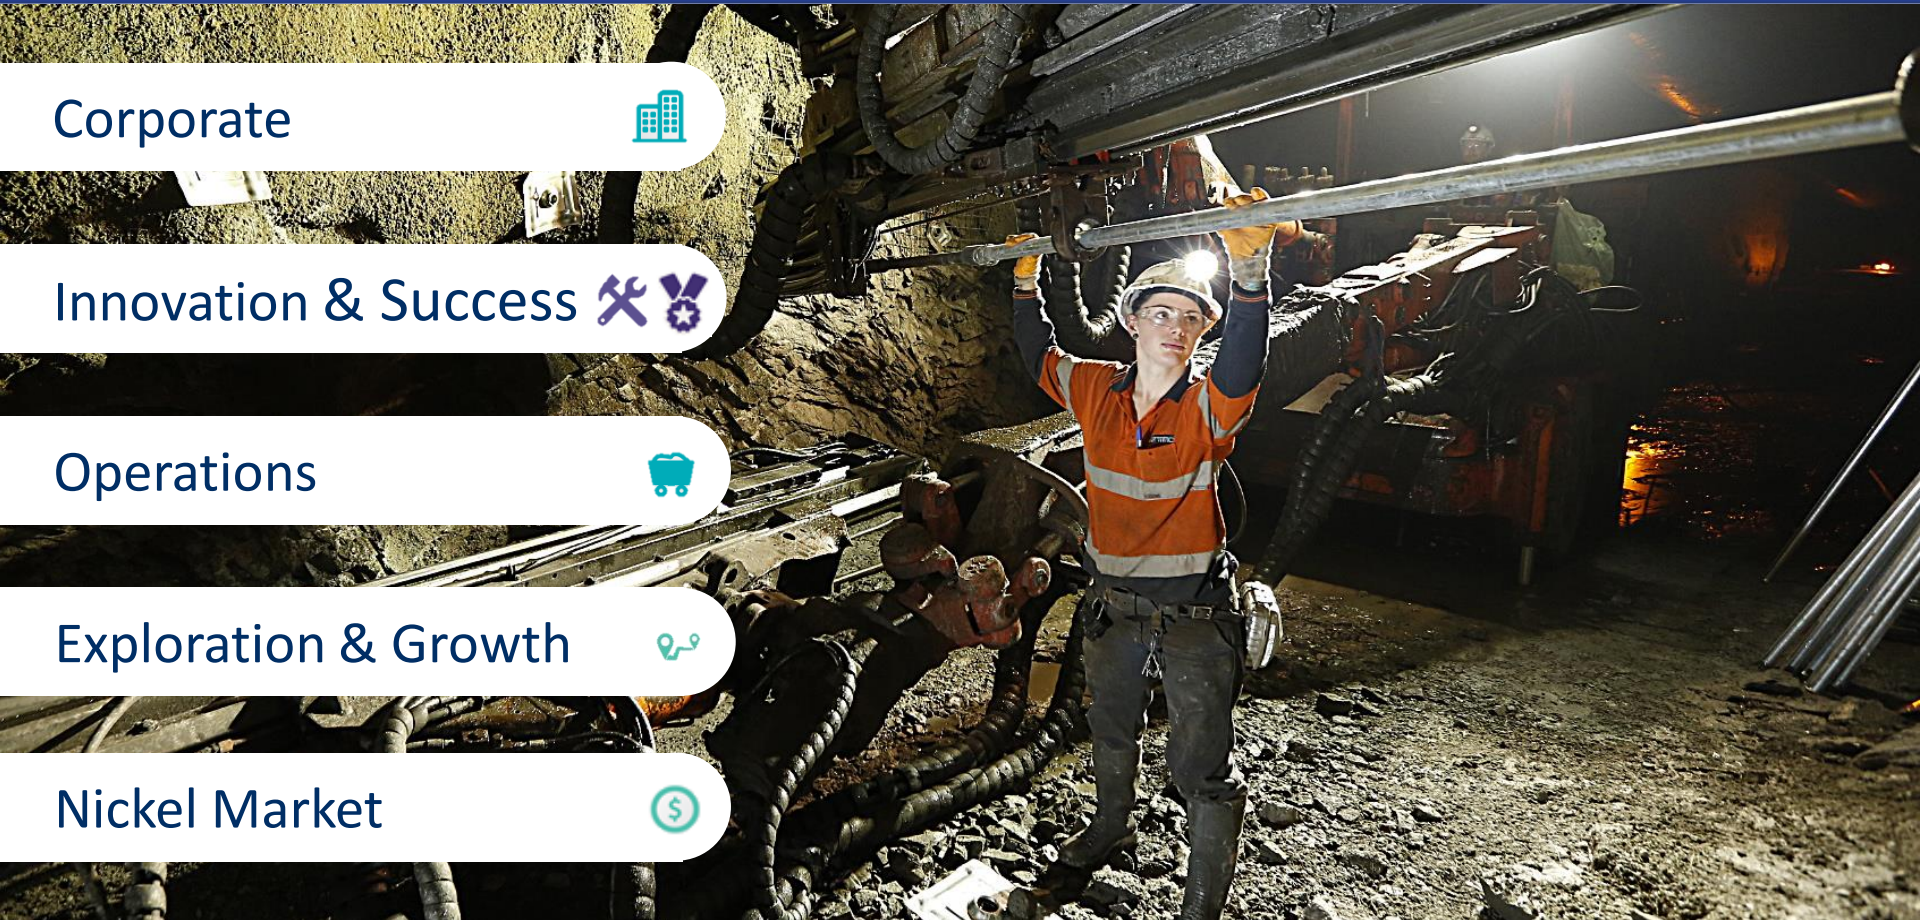 Corporate
Innovation & Success
Operations
Exploration & Growth
Nickel Market